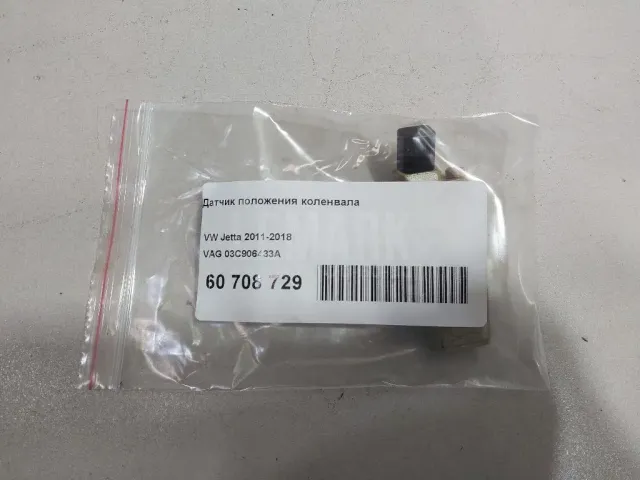 Датчик положения коленвала
VW Jetta 2011-2018
VAG 03C906433A
60 708 729